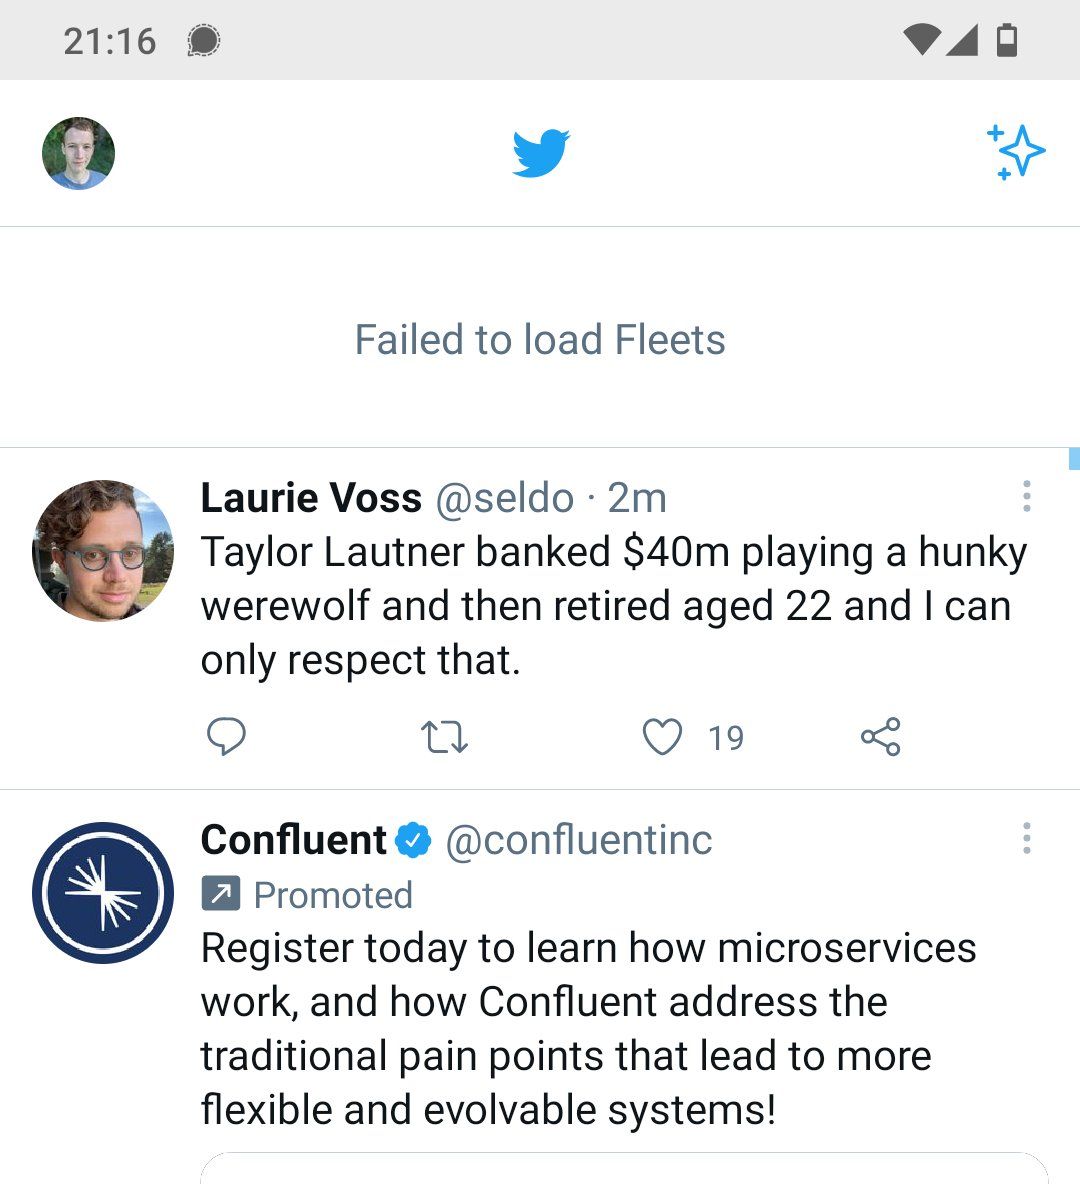 21:16
Failed to load Fleets
Laurie Voss @seldo · 2m
Taylor Lautner banked $40m playing a hunky
werewolf and then retired aged 22 and I can
only respect that.
19
Confluent @confluentinc
Promoted
Register today to learn how microservices
work, and how Confluent address the
traditional pain points that lead to more
flexible and evolvable systems!